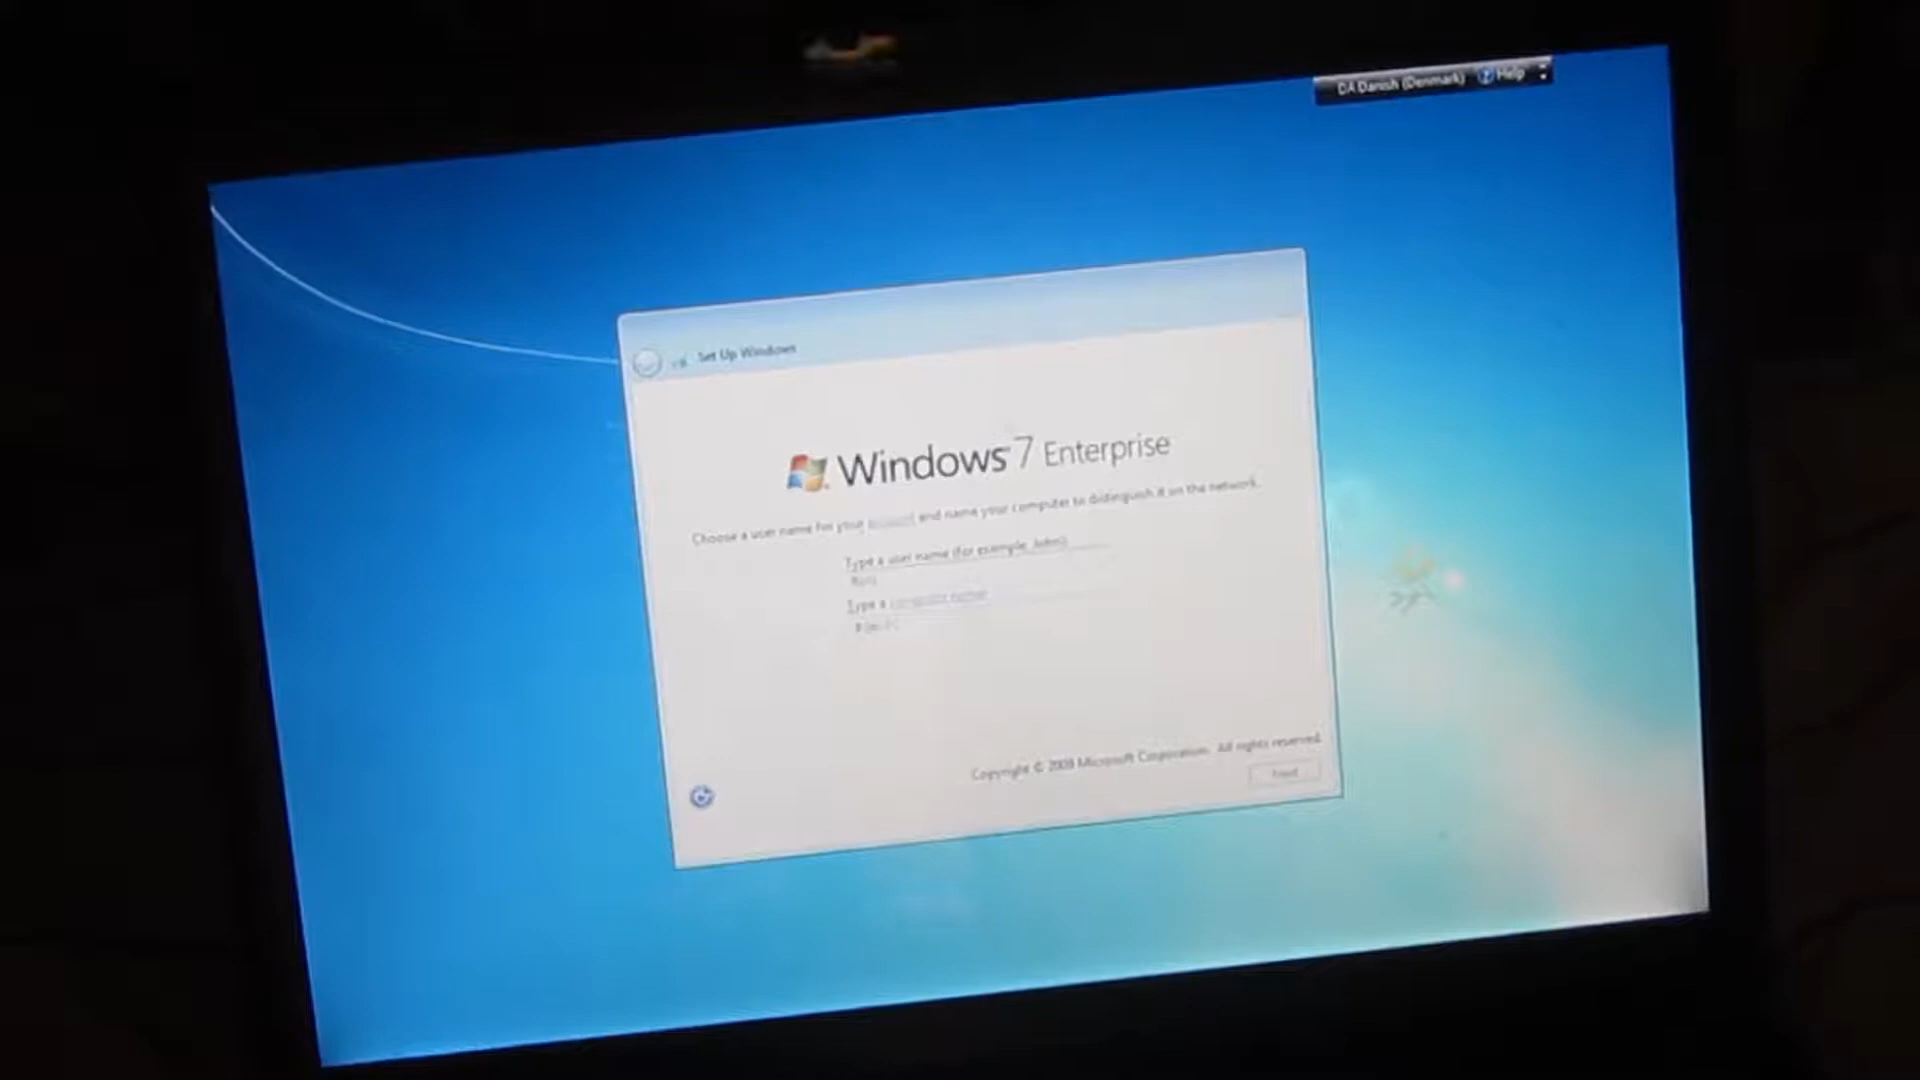 DA Danish (Denmark) Help
Set Up Windows
Windows 7 Enterprise
Choose a user name for your account and name your computer to distinguish it on the network.
Type a user name (for example, John):
Type a computer name:
Copyright © 2009 Microsoft Corporation. All rights reserved.
Next